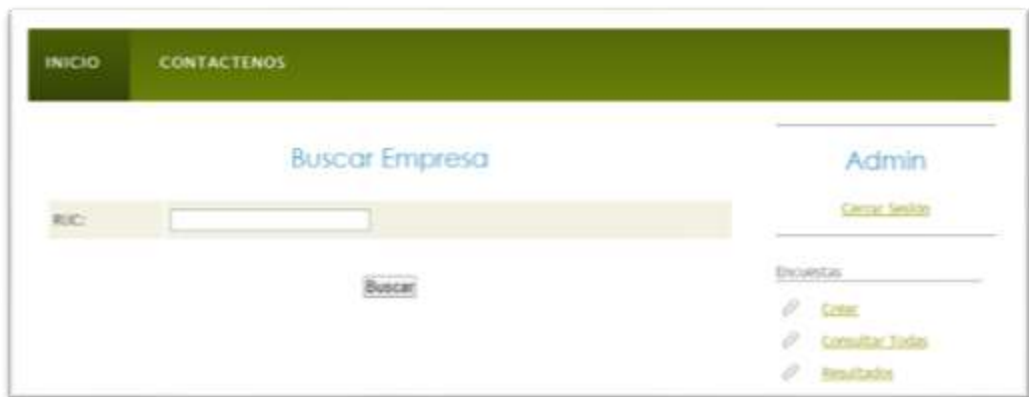 INICIO CONTACTENOS
Buscar Empresa
RUC:
Buscar
Admin
Cerrar Sesión
Encuestas
Crear
Consultar Todas
Resultados